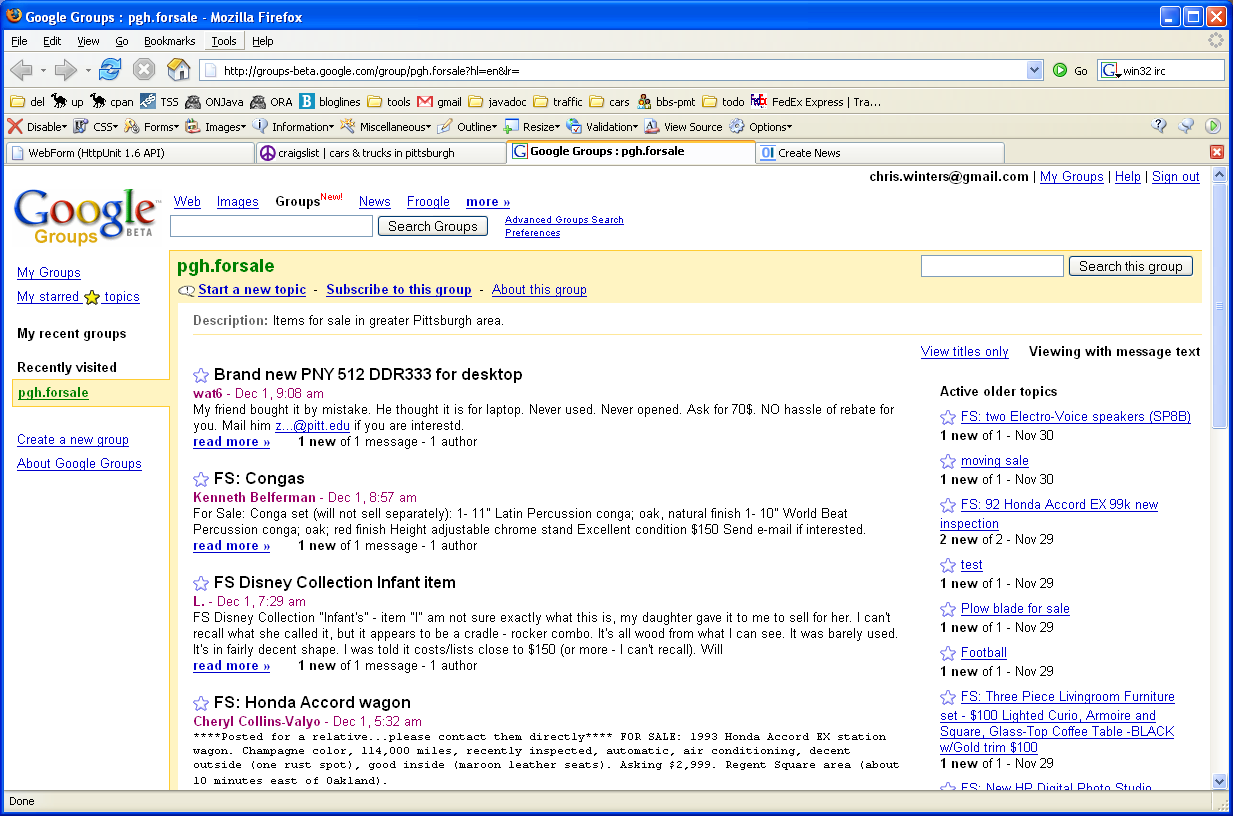 Google Groups : pgh.forsale - Mozilla Firefox
File Edit View Go Bookmarks Tools Help
http://groups-beta.google.com/group/pgh.forsale?hl=en&lr= Go win32 irc
del up cpan TSS ONJava ORA bloglines tools gmail javadoc traffic cars bbs-pmt todo FedEx Express | Tra...
Disable CSS Forms Images Information Miscellaneous Outline Resize Validation View Source Options
WebForm (HttpUnit 1.6 API) craigslist | cars & trucks in pittsburgh Google Groups : pgh.forsale Create News
chris.winters@gmail.com | My Groups | Help | Sign out
Google Groups BETA
Web Images Groups New! News Froogle more »
Search Groups Advanced Groups Search
Preferences
My Groups
My starred topics
My recent groups
Recently visited
pgh.forsale
Create a new group
About Google Groups
pgh.forsale Search this group
Start a new topic - Subscribe to this group - About this group
Description: Items for sale in greater Pittsburgh area.
View titles only Viewing with message text
Brand new PNY 512 DDR333 for desktop
wat6 - Dec 1, 9:08 am
My friend bought it by mistake. He thought it is for laptop. Never used. Never opened. Ask for 70$. NO hassle of rebate for
you. Mail him z...@pitt.edu if you are interestd.
read more » 1 new of 1 message - 1 author
FS: Congas
Kenneth Belferman - Dec 1, 8:57 am
For Sale: Conga set (will not sell separately): 1- 11" Latin Percussion conga; oak, natural finish 1- 10" World Beat
Percussion conga; oak; red finish Height adjustable chrome stand Excellent condition $150 Send e-mail if interested.
read more » 1 new of 1 message - 1 author
FS Disney Collection Infant item
L. - Dec 1, 7:29 am
FS Disney Collection "Infant's" - item "I" am not sure exactly what this is, my daughter gave it to me to sell for her. I can't
recall what she called it, but it appears to be a cradle - rocker combo. It's all wood from what I can see. It was barely used.
It's in fairly decent shape. I was told it costs/lists close to $150 (or more - I can't recall). Will
read more » 1 new of 1 message - 1 author
FS: Honda Accord wagon
Cheryl Collins-Valyo - Dec 1, 5:32 am
****Posted for a relative...please contact them directly**** FOR SALE: 1993 Honda Accord EX station
wagon. Champagne color, 114,000 miles, recently inspected, automatic, air conditioning, decent
outside (one rust spot), good inside (maroon leather seats). Asking $2,999. Regent Square area (about
10 minutes east of Oakland).
Active older topics
FS: two Electro-Voice speakers (SP8B)
1 new of 1 - Nov 30
moving sale
1 new of 1 - Nov 30
FS: 92 Honda Accord EX 99k new
inspection
2 new of 2 - Nov 29
test
1 new of 1 - Nov 29
Plow blade for sale
1 new of 1 - Nov 29
Football
1 new of 1 - Nov 29
FS: Three Piece Livingroom Furniture
set - $100 Lighted Curio, Armoire and
Square, Glass-Top Coffee Table -BLACK
w/Gold trim $100
1 new of 1 - Nov 29
FS: New HP Digital Photo Studio
Done